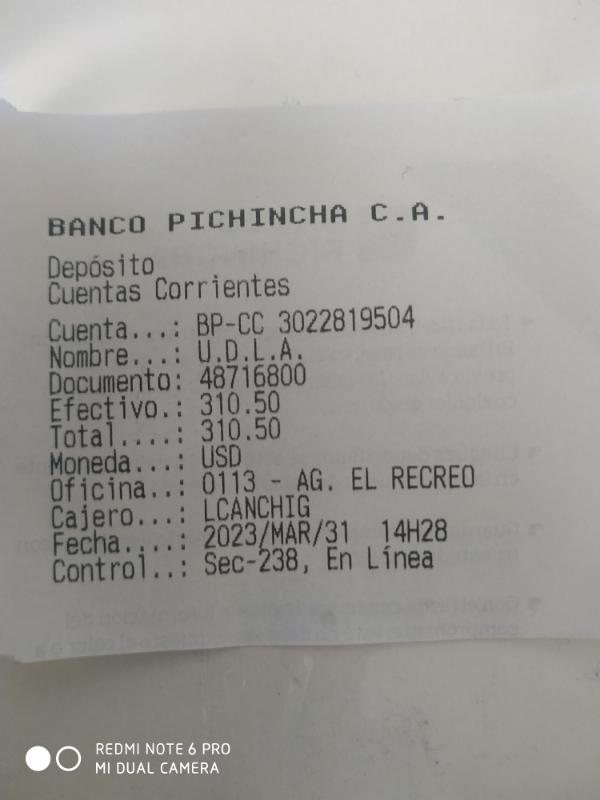 BANCO PICHINCHA C.A.
Depósito
Cuentas Corrientes
Cuenta...: BP-CC 3022819504
Nombre...: U.D.L.A.
Documento: 48716800
Efectivo.: 310.50
Total....: 310.50
Moneda...: USD
Oficina..: 0113 - AG. EL RECREO
Cajero...: LCANCHIG
Fecha....: 2023/MAR/31  14H28
Control..: Sec-238, En Línea
REDMI NOTE 6 PRO
MI DUAL CAMERA